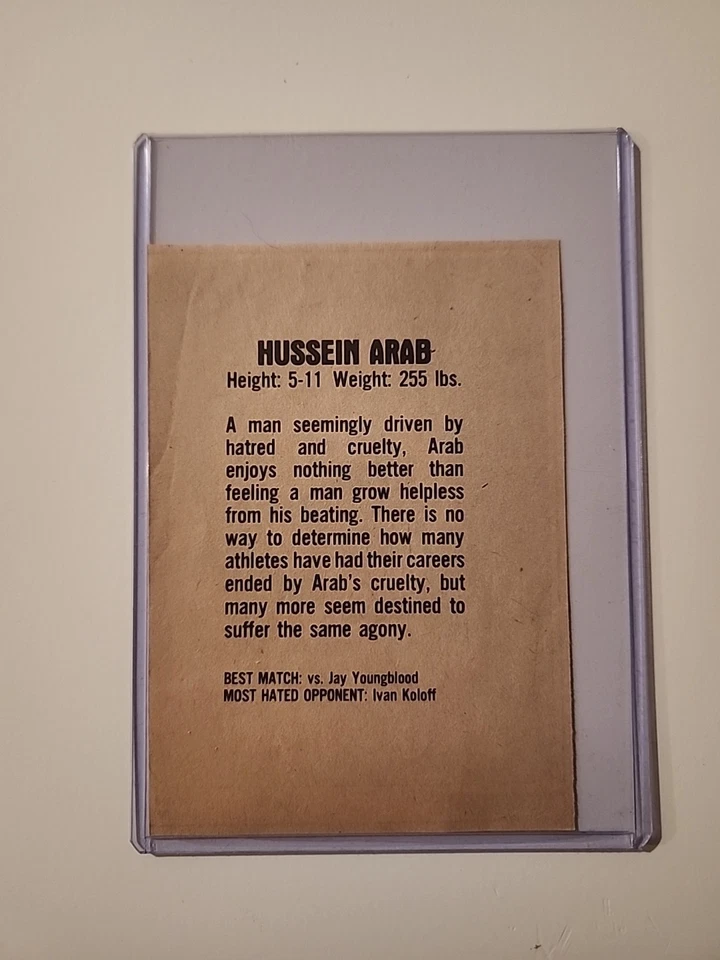 HUSSEIN ARAB
Height: 5-11 Weight: 255 lbs.
A man seemingly driven by
hatred and cruelty, Arab
enjoys nothing better than
feeling a man grow helpless
from his beating. There is no
way to determine how many
athletes have had their careers
ended by Arab's cruelty, but
many more seem destined to
suffer the same agony.
BEST MATCH: vs. Jay Youngblood
MOST HATED OPPONENT: Ivan Koloff